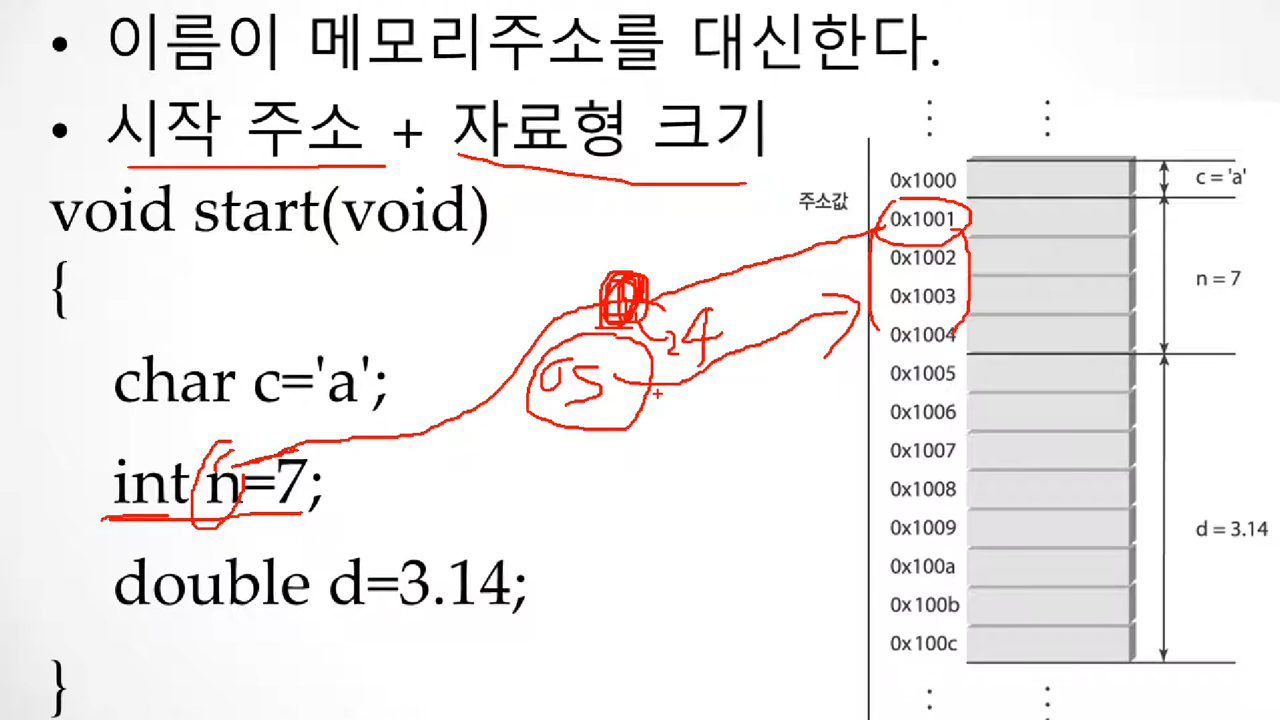 • 이름이 메모리주소를 대신한다.
• 시작 주소 + 자료형 크기
void start(void)
{
char c='a';
int n=7;
double d=3.14;
}
주소값
0x1000
0x1001
0x1002
0x1003
0x1004
0x1005
0x1006
0x1007
0x1008
0x1009
0x100a
0x100b
0x100c
c = 'a'
n = 7
d = 3.14
24
OS